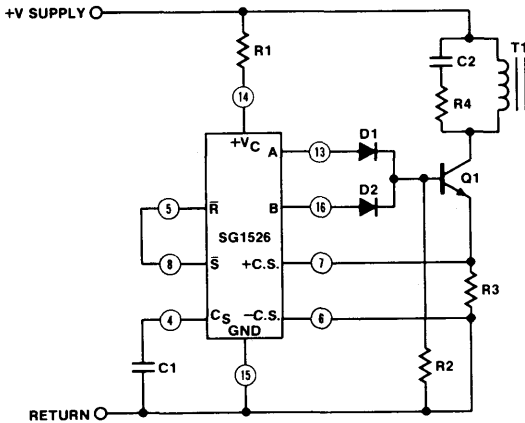 +V SUPPLY
R1
C2
T1
R4
14
+VC
A
13
D1
Q1
5
R̅
B
16
D2
SG1526
8
S̅
+C.S.
7
R3
4
CS
–C.S.
6
GND
C1
15
R2
RETURN